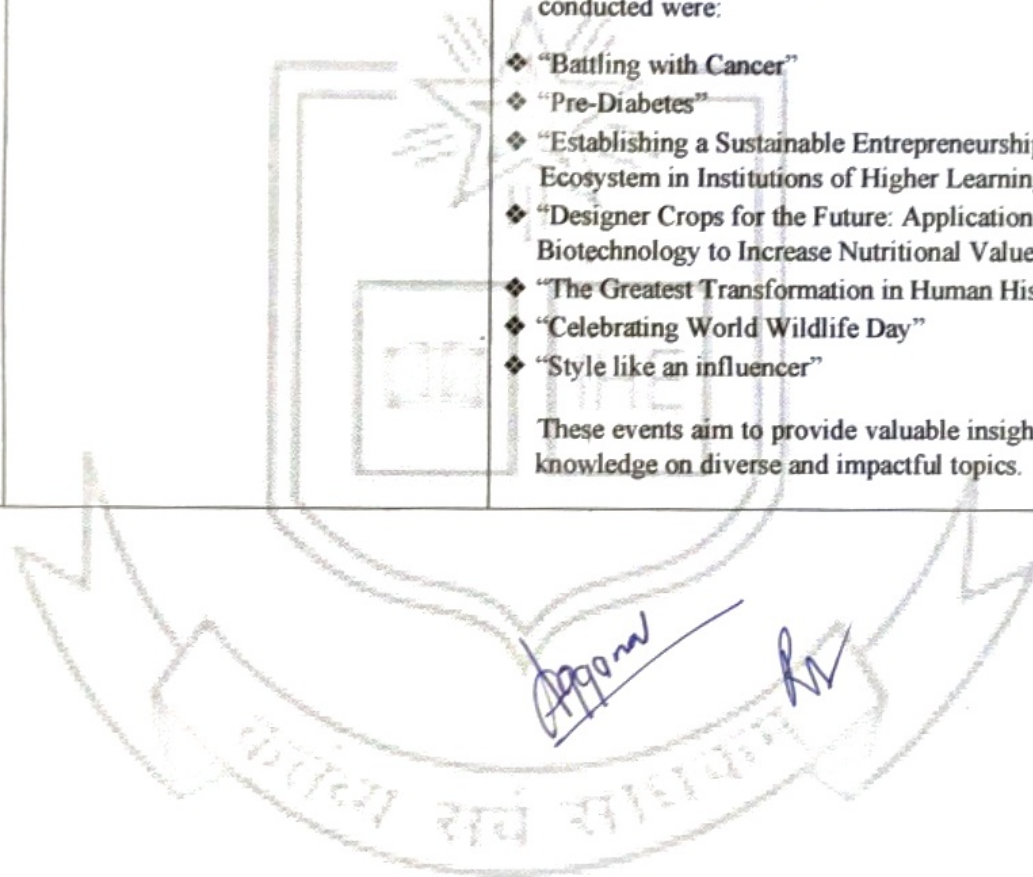 conducted were:
❖ “Battling with Cancer”
❖ “Pre-Diabetes”
❖ “Establishing a Sustainable Entrepreneurshi
Ecosystem in Institutions of Higher Learnin
❖ “Designer Crops for the Future: Application
Biotechnology to Increase Nutritional Value
❖ “The Greatest Transformation in Human His
❖ “Celebrating World Wildlife Day”
❖ “Style like an influencer”
These events aim to provide valuable insigh
knowledge on diverse and impactful topics.